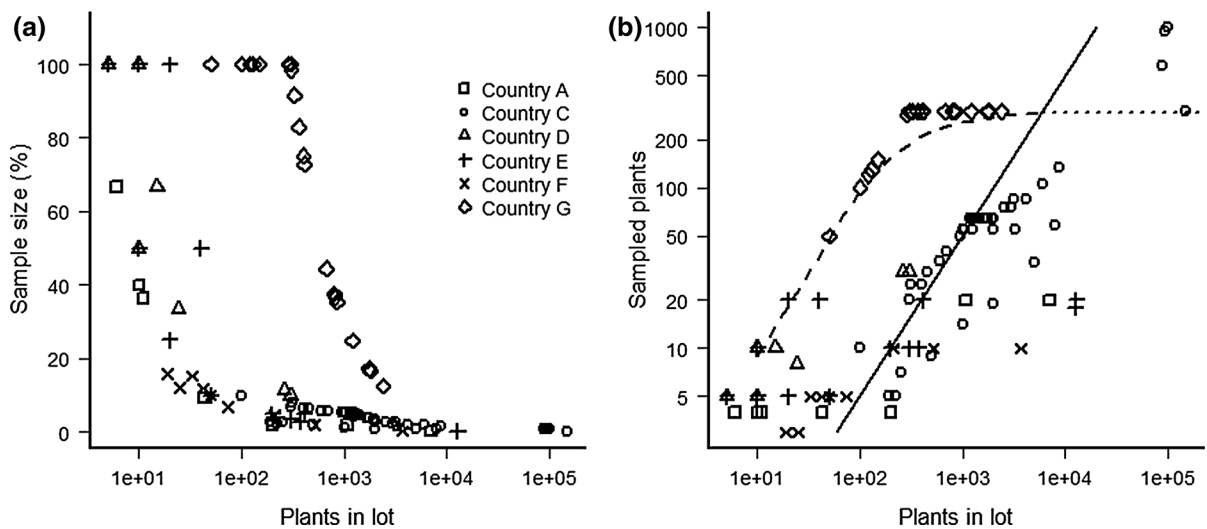 (a)
Sample size (%)
100
80
60
40
20
0
1e+01 1e+02 1e+03 1e+04 1e+05
Plants in lot
Country A
Country C
Country D
Country E
Country F
Country G
(b)
Sampled plants
1000
500
200
100
50
20
10
5
1e+01 1e+02 1e+03 1e+04 1e+05
Plants in lot